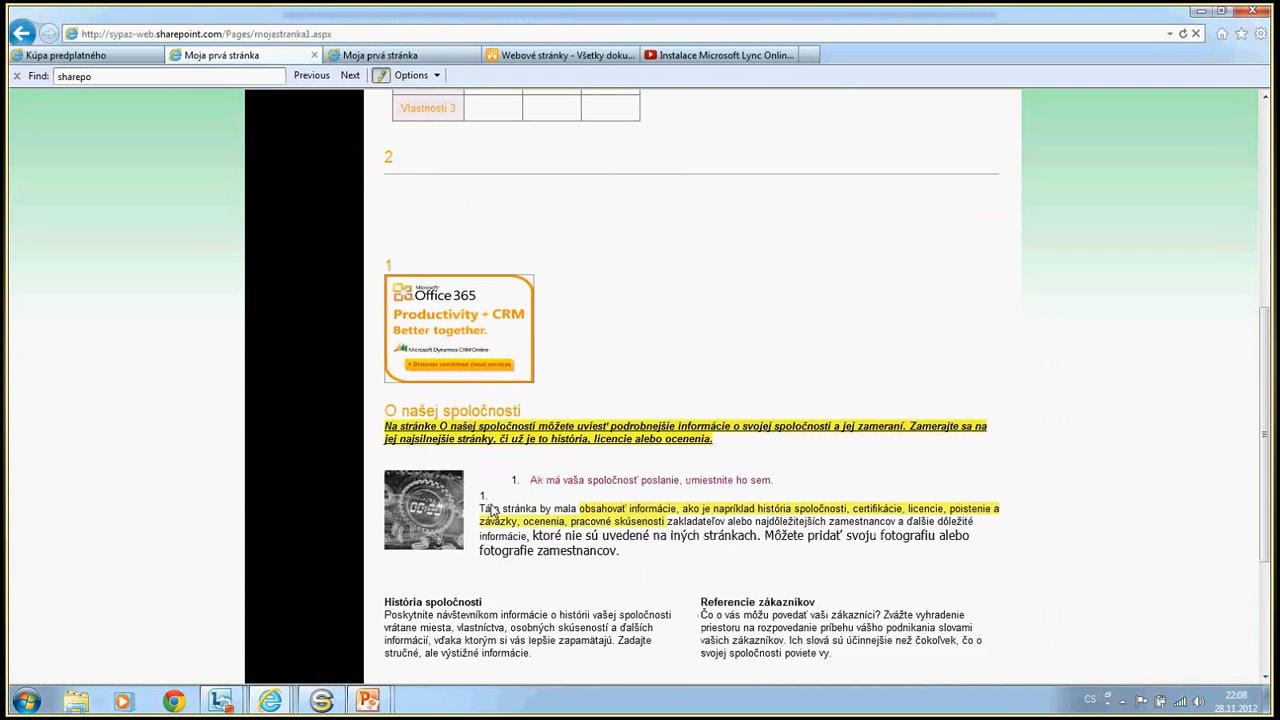 http://sypaz-web.sharepoint.com/Pages/mojastranka1.aspx
Kúpa predplatného
Moja prvá stránka
Moja prvá stránka
Webové stránky - Všetky doku...
Instalace Microsoft Lync Onlin...
Find: sharepo
Previous
Next
Options
Vlastnosti 3
2
1
Microsoft
Office 365
Productivity + CRM
Better together.
Microsoft Dynamics CRM Online
Discover combined cloud services
O našej spoločnosti
Na stránke O našej spoločnosti môžete uviesť podrobnejšie informácie o svojej spoločnosti a jej zameraní. Zamerajte sa na
jej najsilnejšie stránky, či už je to história, licencie alebo ocenenia.
1. Ak má vaša spoločnosť poslanie, umiestnite ho sem.
1.
Táto stránka by mala obsahovať informácie, ako je napríklad história spoločnosti, certifikácie, licencie, poistenie a
záväzky, ocenenia, pracovné skúsenosti zakladateľov alebo najdôležitejších zamestnancov a ďalšie dôležité
informácie, ktoré nie sú uvedené na iných stránkach. Môžete pridať svoju fotografiu alebo
fotografie zamestnancov.
História spoločnosti
Poskytnite návštevníkom informácie o histórii vašej spoločnosti
vrátane miesta, vlastníctva, osobných skúseností a ďalších
informácií, vďaka ktorým si vás lepšie zapamätajú. Zadajte
stručné, ale výstižné informácie.
Referencie zákazníkov
Čo o vás môžu povedať vaši zákazníci? Zvážte vyhradenie
priestoru na rozpovedanie príbehu vášho podnikania slovami
vašich zákazníkov. Ich slová sú účinnejšie než čokoľvek, čo o
svojej spoločnosti poviete vy.
CS
22:08
28.11.2012